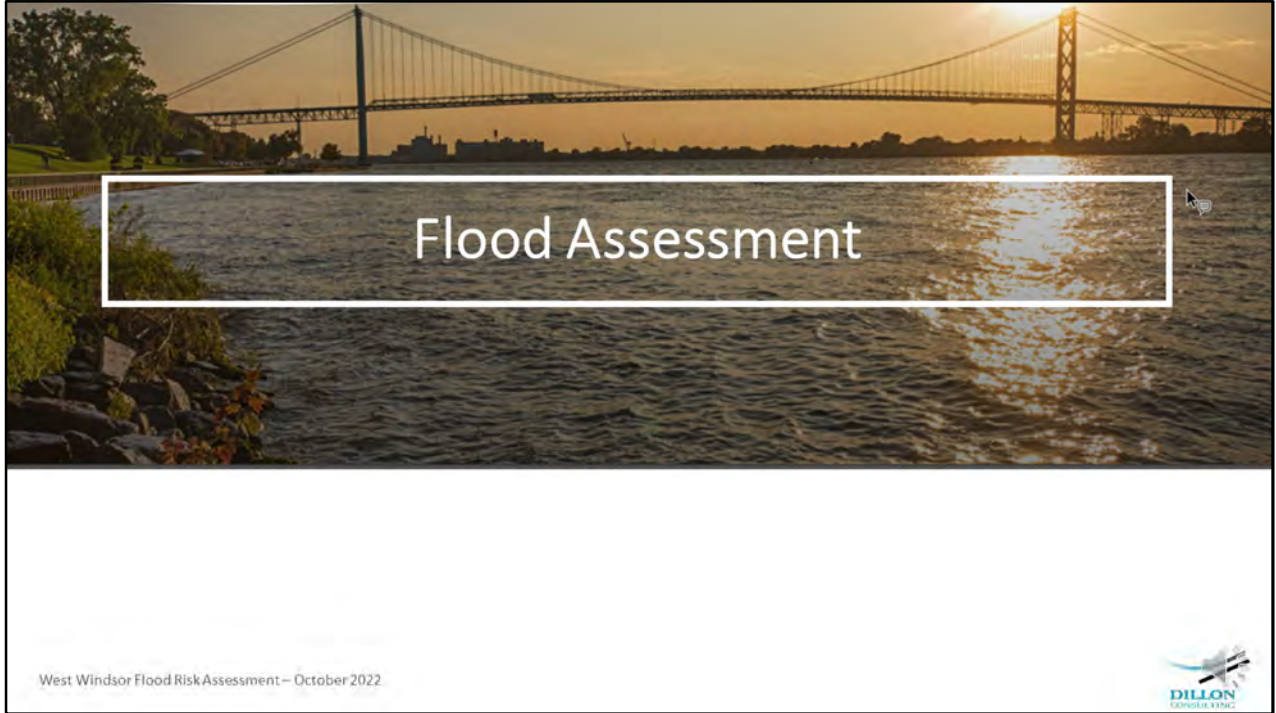 Flood Assessment
West Windsor Flood Risk Assessment – October 2022
DILLON
CONSULTING